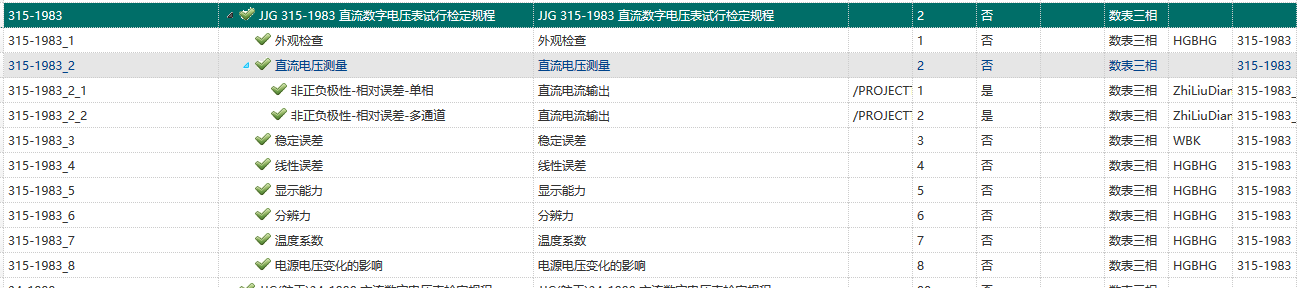 315-1983 JJG 315-1983 直流数字电压表试行检定规程 JJG 315-1983 直流数字电压表试行检定规程 2 否 数表三相
315-1983_1 外观检查 外观检查 1 否 数表三相 HGBHG 315-1983
315-1983_2 直流电压测量 直流电压测量 2 否 数表三相 315-1983
315-1983_2_1 非正负极性-相对误差-单相 直流电流输出 /PROJECT 1 是 数表三相 ZhiLiuDian 315-1983_
315-1983_2_2 非正负极性-相对误差-多通道 直流电流输出 /PROJECT 2 是 数表三相 ZhiLiuDian 315-1983_
315-1983_3 稳定误差 稳定误差 3 否 数表三相 WBK 315-1983
315-1983_4 线性误差 线性误差 4 否 数表三相 HGBHG 315-1983
315-1983_5 显示能力 显示能力 5 否 数表三相 HGBHG 315-1983
315-1983_6 分辨力 分辨力 6 否 数表三相 HGBHG 315-1983
315-1983_7 温度系数 温度系数 7 否 数表三相 HGBHG 315-1983
315-1983_8 电源电压变化的影响 电源电压变化的影响 8 否 数表三相 HGBHG 315-1983